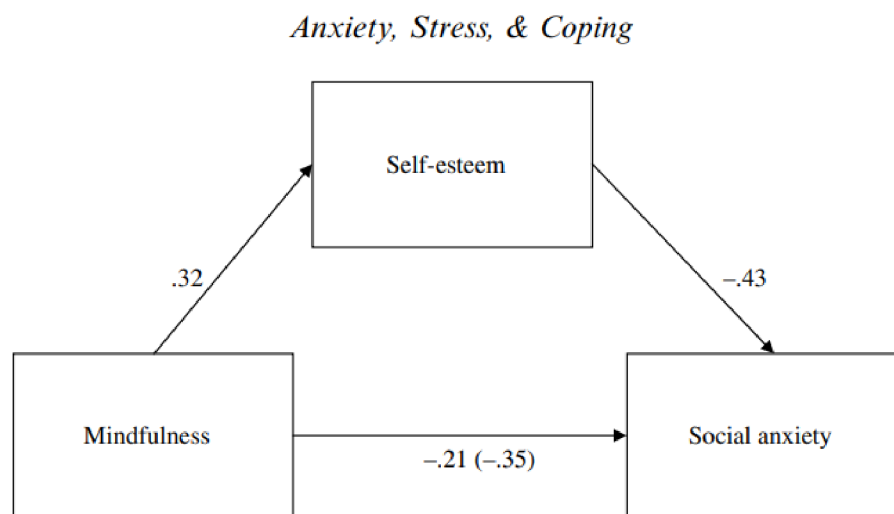 Anxiety, Stress, & Coping
Self-esteem
.32
–.43
Mindfulness
Social anxiety
–.21 (–.35)